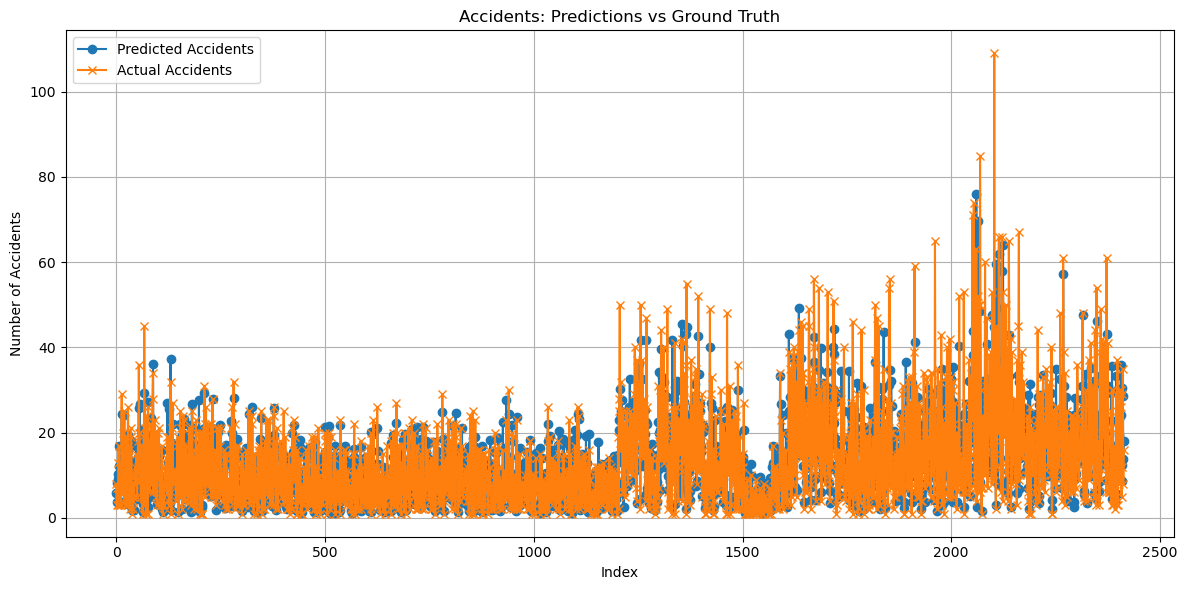 Accidents: Predictions vs Ground Truth
Predicted Accidents
Actual Accidents
Number of Accidents
100
80
60
40
20
0
0 500 1000 1500 2000 2500
Index